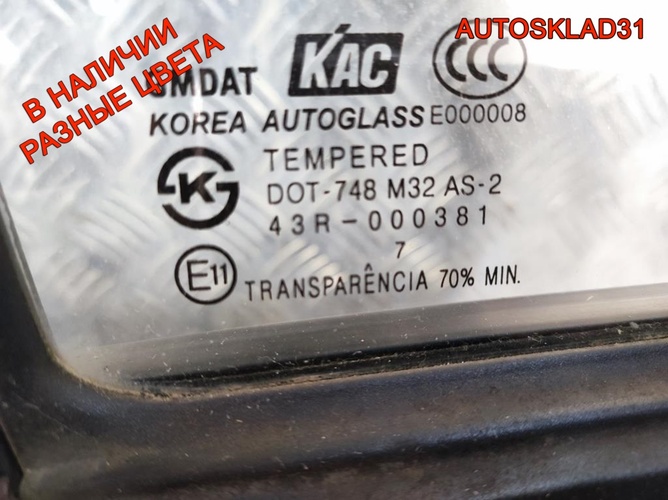 AUTOSKLAD31
В НАЛИЧИИ
РАЗНЫЕ ЦВЕТА
KAC
CCC
KOREA AUTOGLASS E000008
K
TEMPERED
DOT-748 M32 AS-2
43R-000381
7
E11
TRANSPARÊNCIA 70% MIN.